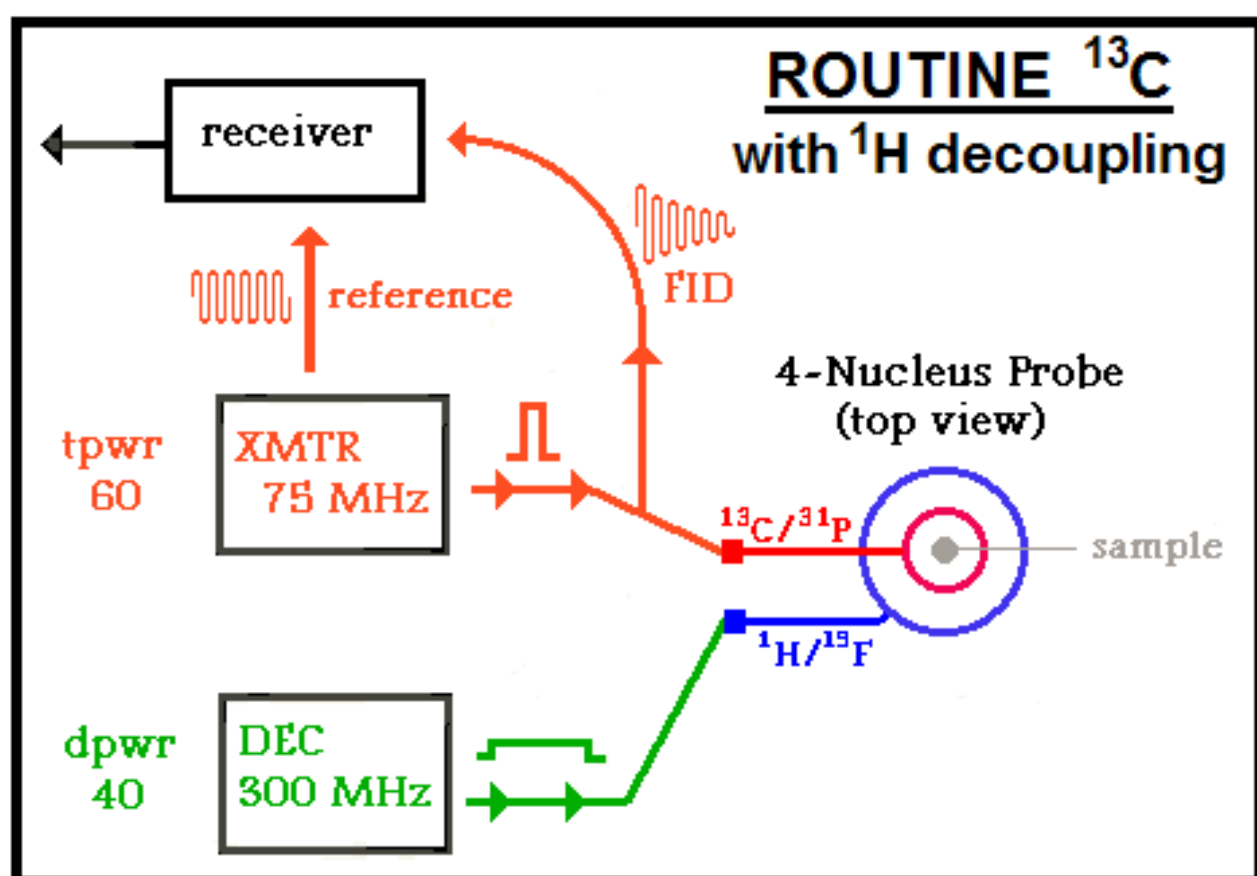 ROUTINE ¹³C
with ¹H decoupling
receiver
reference
FID
4-Nucleus Probe
(top view)
tpwr
60
XMTR
75 MHz
¹³C/³¹P
sample
¹H/¹⁹F
dpwr
40
DEC
300 MHz